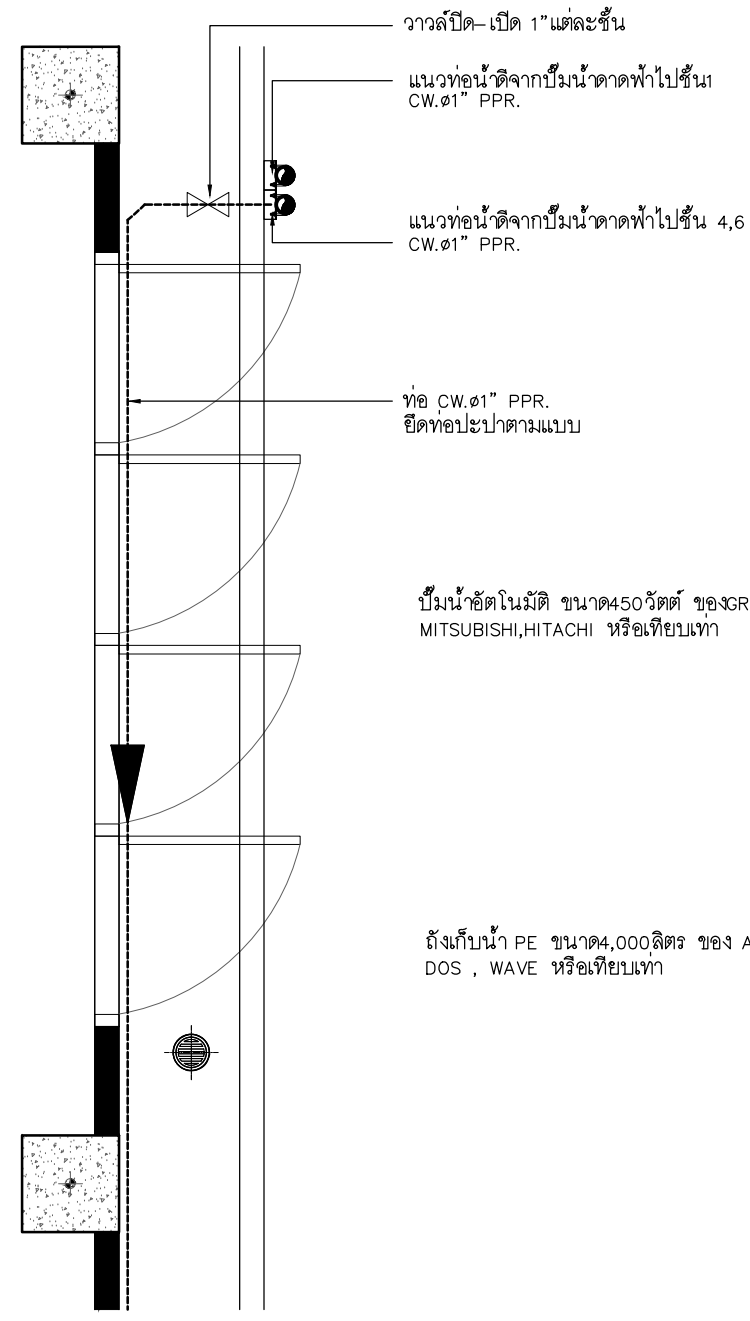 วาวล์ปิด-เปิด 1"แต่ละชั้น
แนวท่อน้ำดีจากปั๊มน้ำดาดฟ้าไปชั้น1
CW.ø1" PPR.
แนวท่อน้ำดีจากปั๊มน้ำดาดฟ้าไปชั้น 4,6
CW.ø1" PPR.
ท่อ CW.ø1" PPR.
ยึดท่อปะปาตามแบบ
ปั๊มน้ำอัตโนมัติ ขนาด450วัตต์ ของGR
MITSUBISHI,HITACHI หรือเทียบเท่า
ถังเก็บน้ำ PE ขนาด4,000ลิตร ของ A
DOS , WAVE หรือเทียบเท่า